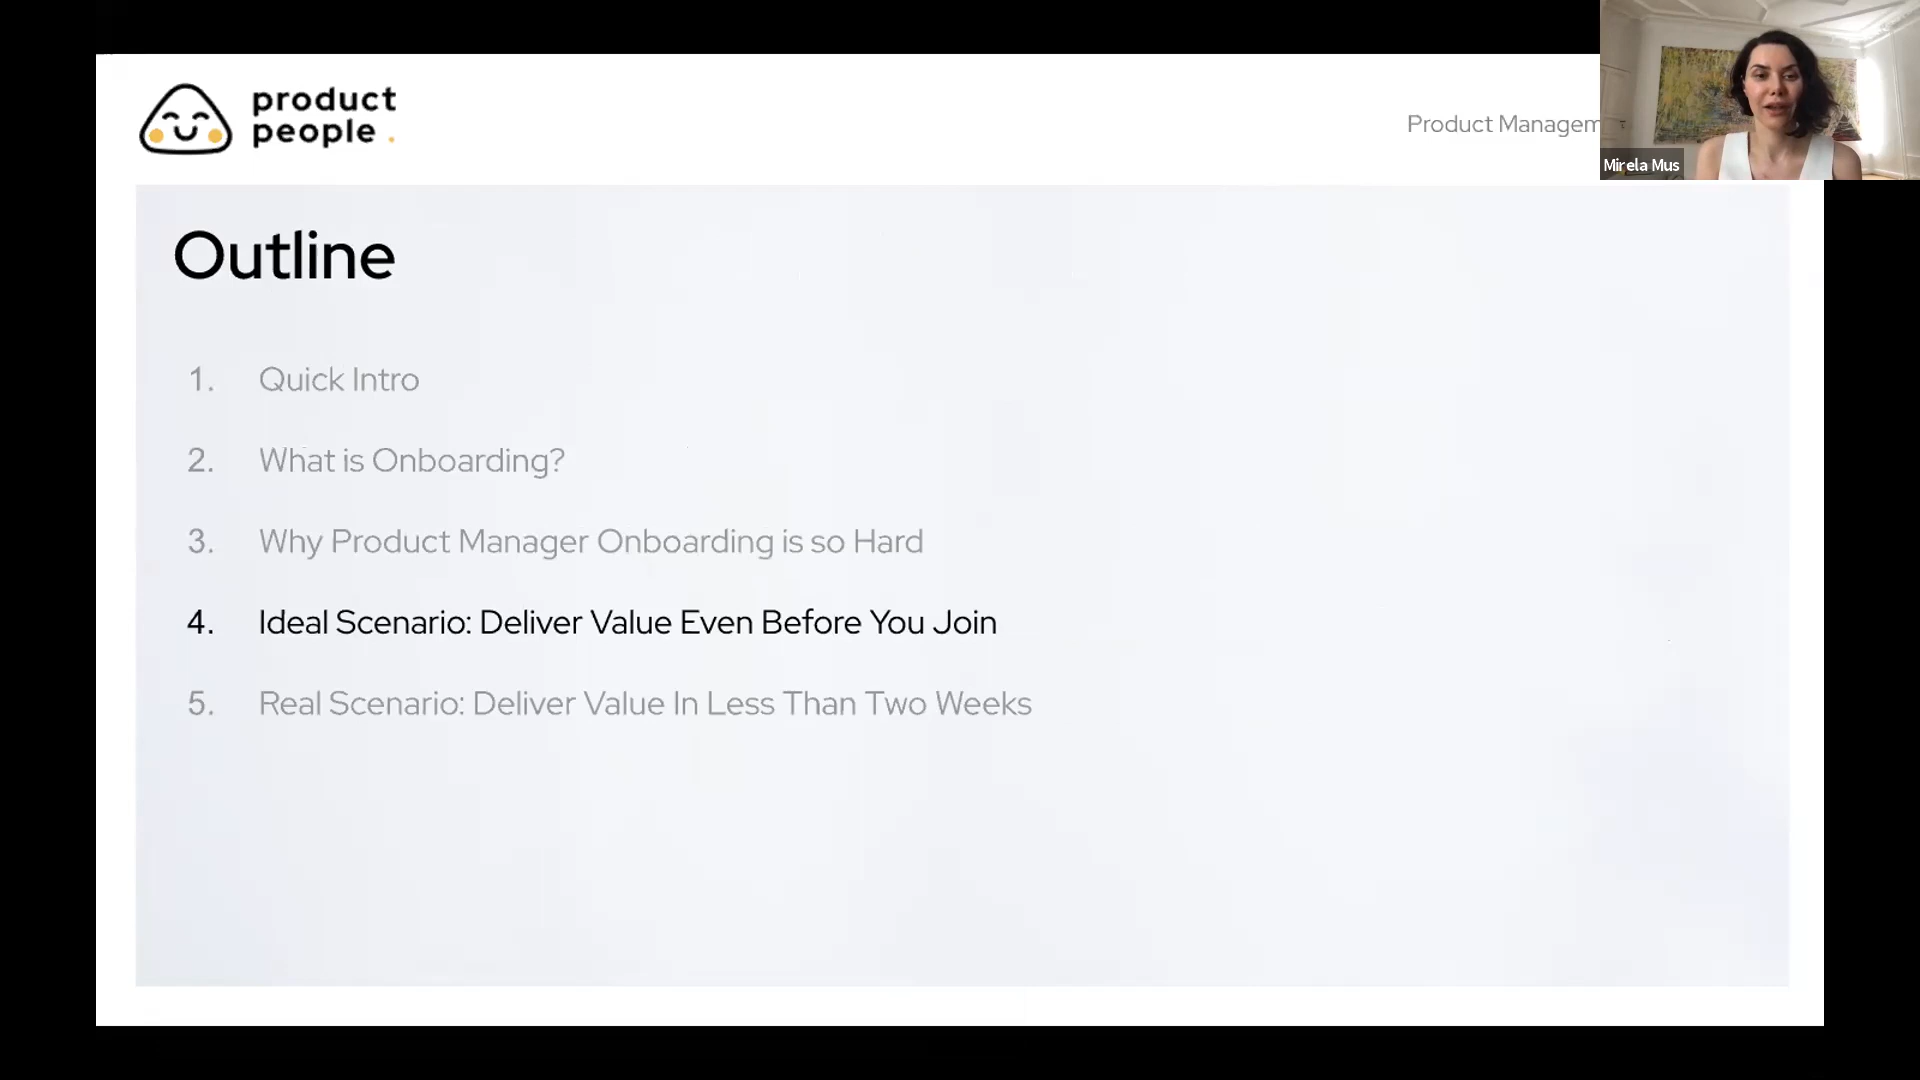 product
people.
Product Managem
Mirela Mus
Outline
1. Quick Intro
2. What is Onboarding?
3. Why Product Manager Onboarding is so Hard
4. Ideal Scenario: Deliver Value Even Before You Join
5. Real Scenario: Deliver Value In Less Than Two Weeks